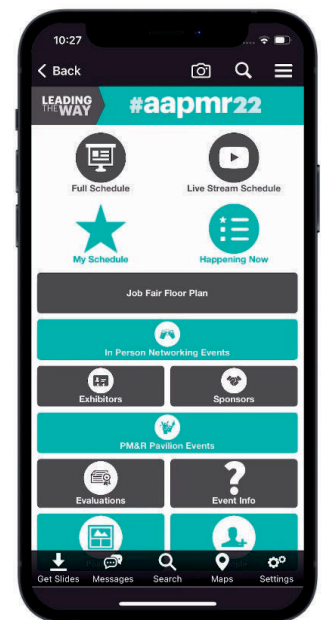 10:27
Back
LEADING
THE WAY
#aapmr22
Full Schedule
Live Stream Schedule
My Schedule
Happening Now
Job Fair Floor Plan
In Person Networking Events
Exhibitors
Sponsors
PM&R Pavilion Events
Evaluations
Event Info
Get Slides
Messages
Search
Maps
Settings